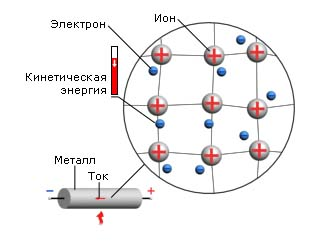 Электрон
Ион
Кинетическая
энергия
Металл
Ток